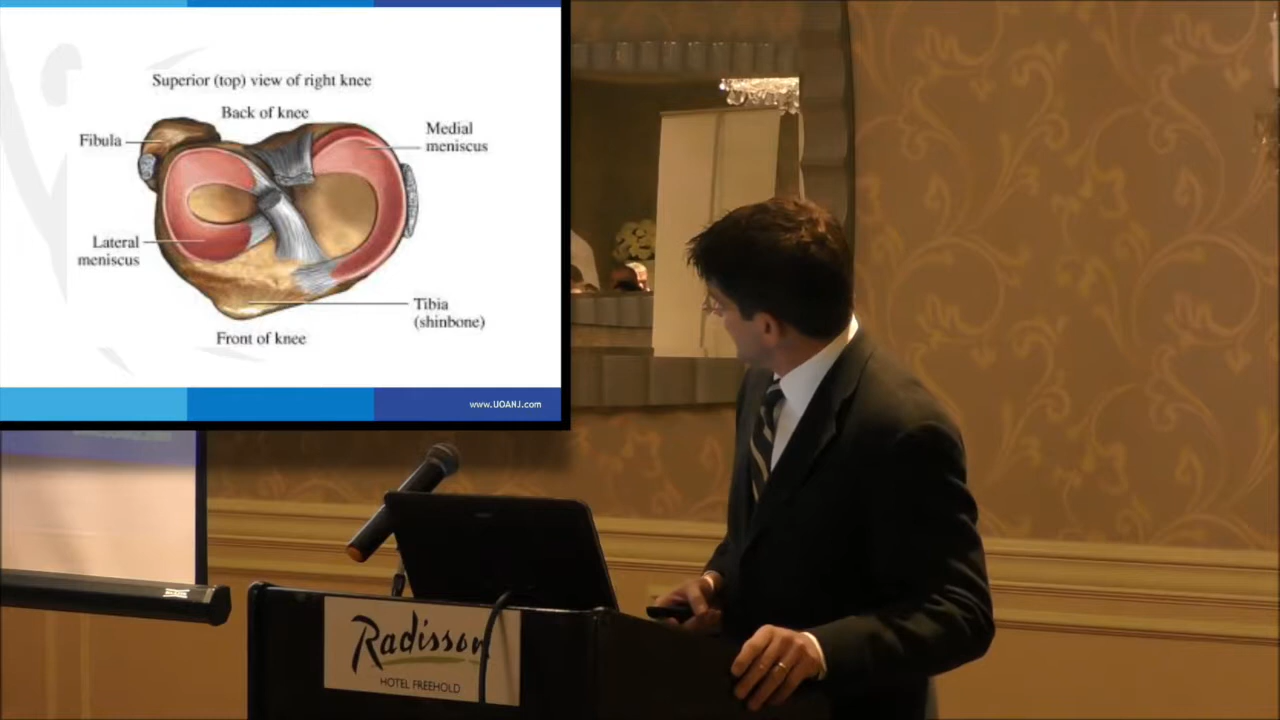 Superior (top) view of right knee
Back of knee
Fibula
Medial
meniscus
Lateral
meniscus
Tibia
(shinbone)
Front of knee
www.UOANJ.com
Radisson
HOTEL FREEHOLD